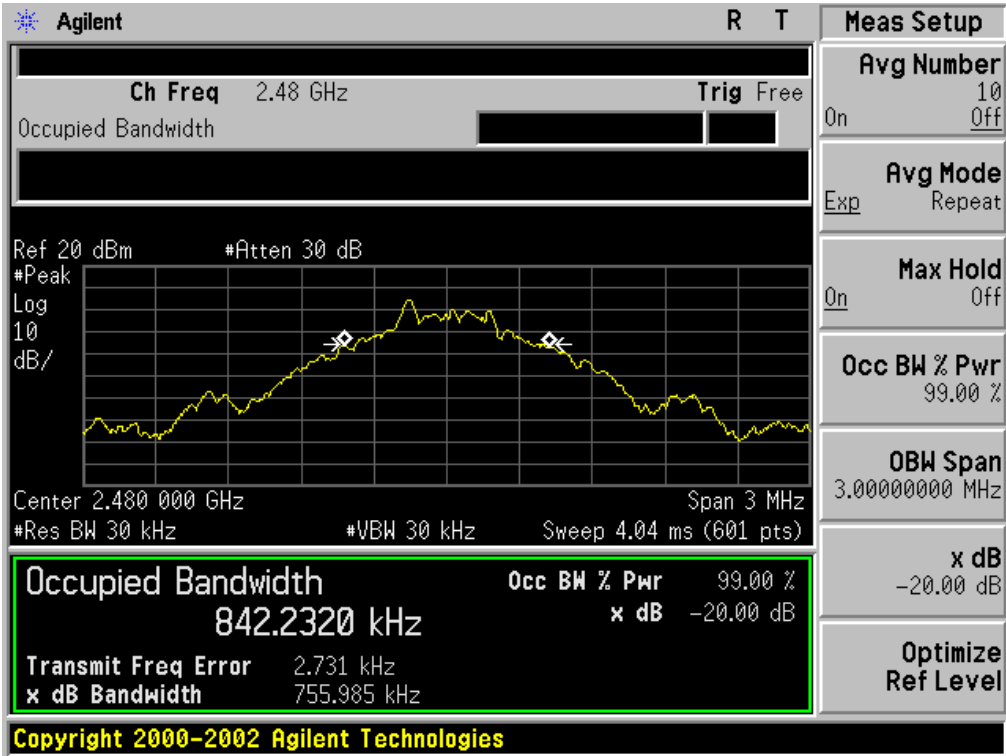 Agilent R T
Meas Setup
Ch Freq 2.48 GHz Trig Free
Occupied Bandwidth
Ref 20 dBm #Atten 30 dB
#Peak
Log
10
dB/
Center 2.480 000 GHz Span 3 MHz
#Res BW 30 kHz #VBW 30 kHz Sweep 4.04 ms (601 pts)
Occupied Bandwidth
842.2320 kHz
Occ BW % Pwr 99.00 %
x dB -20.00 dB
Transmit Freq Error 2.731 kHz
x dB Bandwidth 755.985 kHz
Avg Number
10
On Off
Avg Mode
Exp Repeat
Max Hold
On Off
Occ BW % Pwr
99.00 %
OBW Span
3.00000000 MHz
x dB
-20.00 dB
Optimize
Ref Level
Copyright 2000-2002 Agilent Technologies